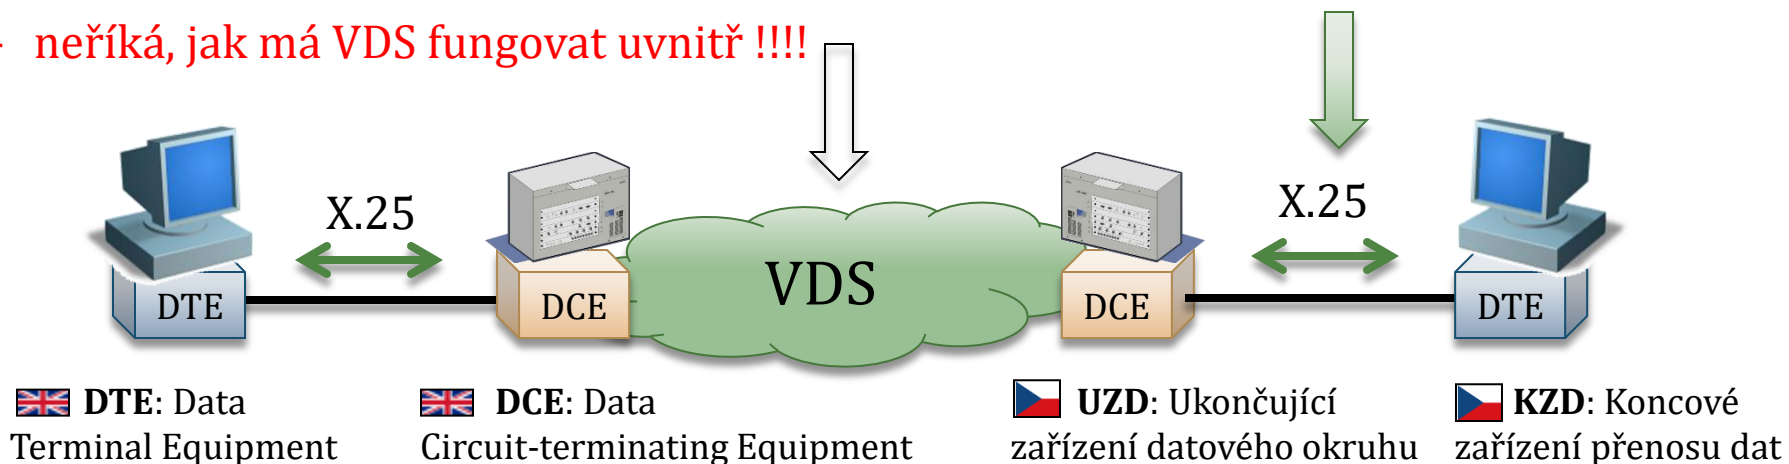 - neříká, jak má VDS fungovat uvnitř !!!!
X.25
X.25
VDS
DTE
DCE
DCE
DTE
DTE: Data
Terminal Equipment
DCE: Data
Circuit-terminating Equipment
UZD: Ukončující
zařízení datového okruhu
KZD: Koncové
zařízení přenosu dat